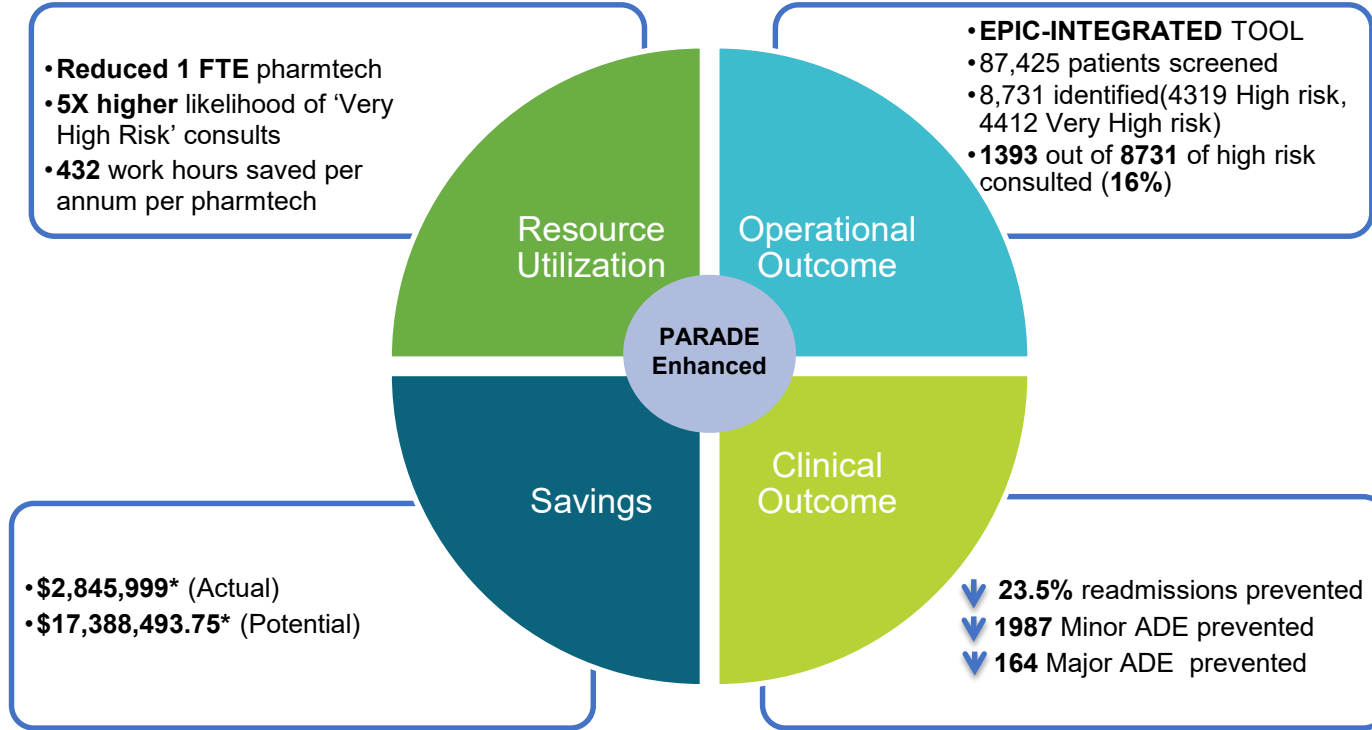 •Reduced 1 FTE pharmtech
•5X higher likelihood of ‘Very
High Risk’ consults
•432 work hours saved per
annum per pharmtech
•EPIC-INTEGRATED TOOL
•87,425 patients screened
•8,731 identified(4319 High risk,
4412 Very High risk)
•1393 out of 8731 of high risk
consulted (16%)
Resource
Utilization
Operational
Outcome
PARADE
Enhanced
Savings
Clinical
Outcome
•$2,845,999* (Actual)
•$17,388,493.75* (Potential)
23.5% readmissions prevented
1987 Minor ADE prevented
164 Major ADE prevented